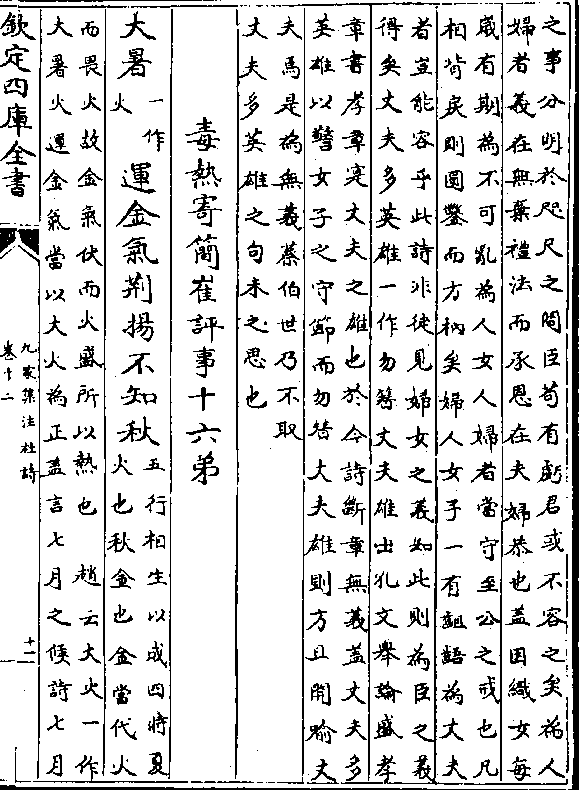 之事分明於咫尺之間臣苟有虧君或不容之矣為人
婦者義在無棄禮法而承恩在夫婦恭也蓋因織女每
嵗有期為不可亂為人女人婦者當守至公之戒也凡
相背戾則圓鑿而方枘矣婦人女子一有齟齬為丈夫
者豈能容乎此詩非徒見婦女之義如此則為臣之義
得矣丈夫多英雄一作勿替丈夫雄出孔文舉論盛孝
章書孝章寔丈夫之雄也於今詩斷章無義蓋丈夫多
英雄以警女子之守節而勿替丈夫雄則方且開喻丈
夫焉是為無義蔡伯世乃不取
丈夫多英雄之句未之思也
毒熱寄簡崔評事十六弟
大暑一作火運金氣荆揚不知秋五行相生以成四時夏
火也秋金也金當代火
而畏火故金氣伏而火盛所以熱也 趙云大火一作
大暑火運金氣當以大火為正蓋言七月之候詩七月
欽定四庫全書
九家集注杜詩
卷十二
十一